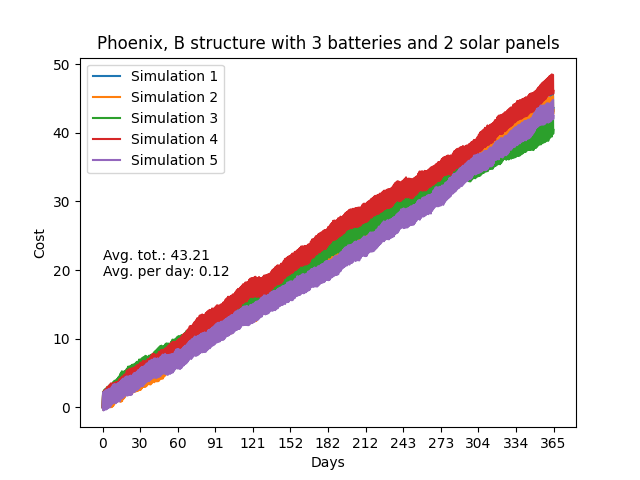 Phoenix, B structure with 3 batteries and 2 solar panels
Simulation 1
Simulation 2
Simulation 3
Simulation 4
Simulation 5
50
40
30
20
10
0
Cost
Avg. tot.: 43.21
Avg. per day: 0.12
0 30 60 91 121 152 182 212 243 273 304 334 365
Days